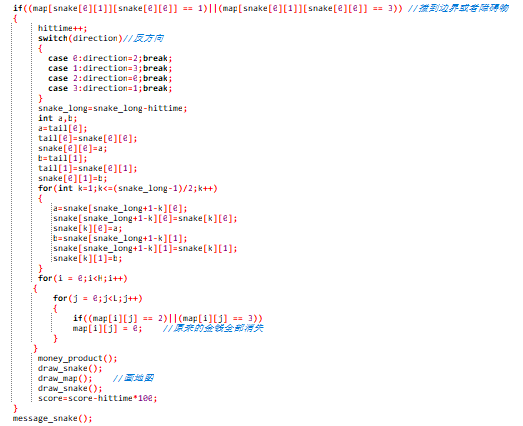 if((map[snake[0][1]][snake[0][0]] == 1)||(map[snake[0][1]][snake[0][0]] == 3)) //撞到边界或者障碍物
{
hittime++;
switch(direction)//反方向
{
case 0:direction=2;break;
case 1:direction=3;break;
case 2:direction=0;break;
case 3:direction=1;break;
}
snake_long=snake_long-hittime;
int a,b;
a=tail[0];
tail[0]=snake[0][0];
snake[0][0]=a;
b=tail[1];
tail[1]=snake[0][1];
snake[0][1]=b;
for(int k=1;k<=(snake_long-1)/2;k++)
{
a=snake[snake_long+1-k][0];
snake[snake_long+1-k][0]=snake[k][0];
snake[k][0]=a;
b=snake[snake_long+1-k][1];
snake[snake_long+1-k][1]=snake[k][1];
snake[k][1]=b;
}
for(i = 0;i<H;i++)
{
for(j = 0;j<L;j++)
{
if((map[i][j] == 2)||(map[i][j] == 3))
map[i][j] = 0; //原来的金钱全部消失
}
}
money_product();
draw_snake();
draw_map(); //画地图
draw_snake();
score=score-hittime*100;
}
message_snake();